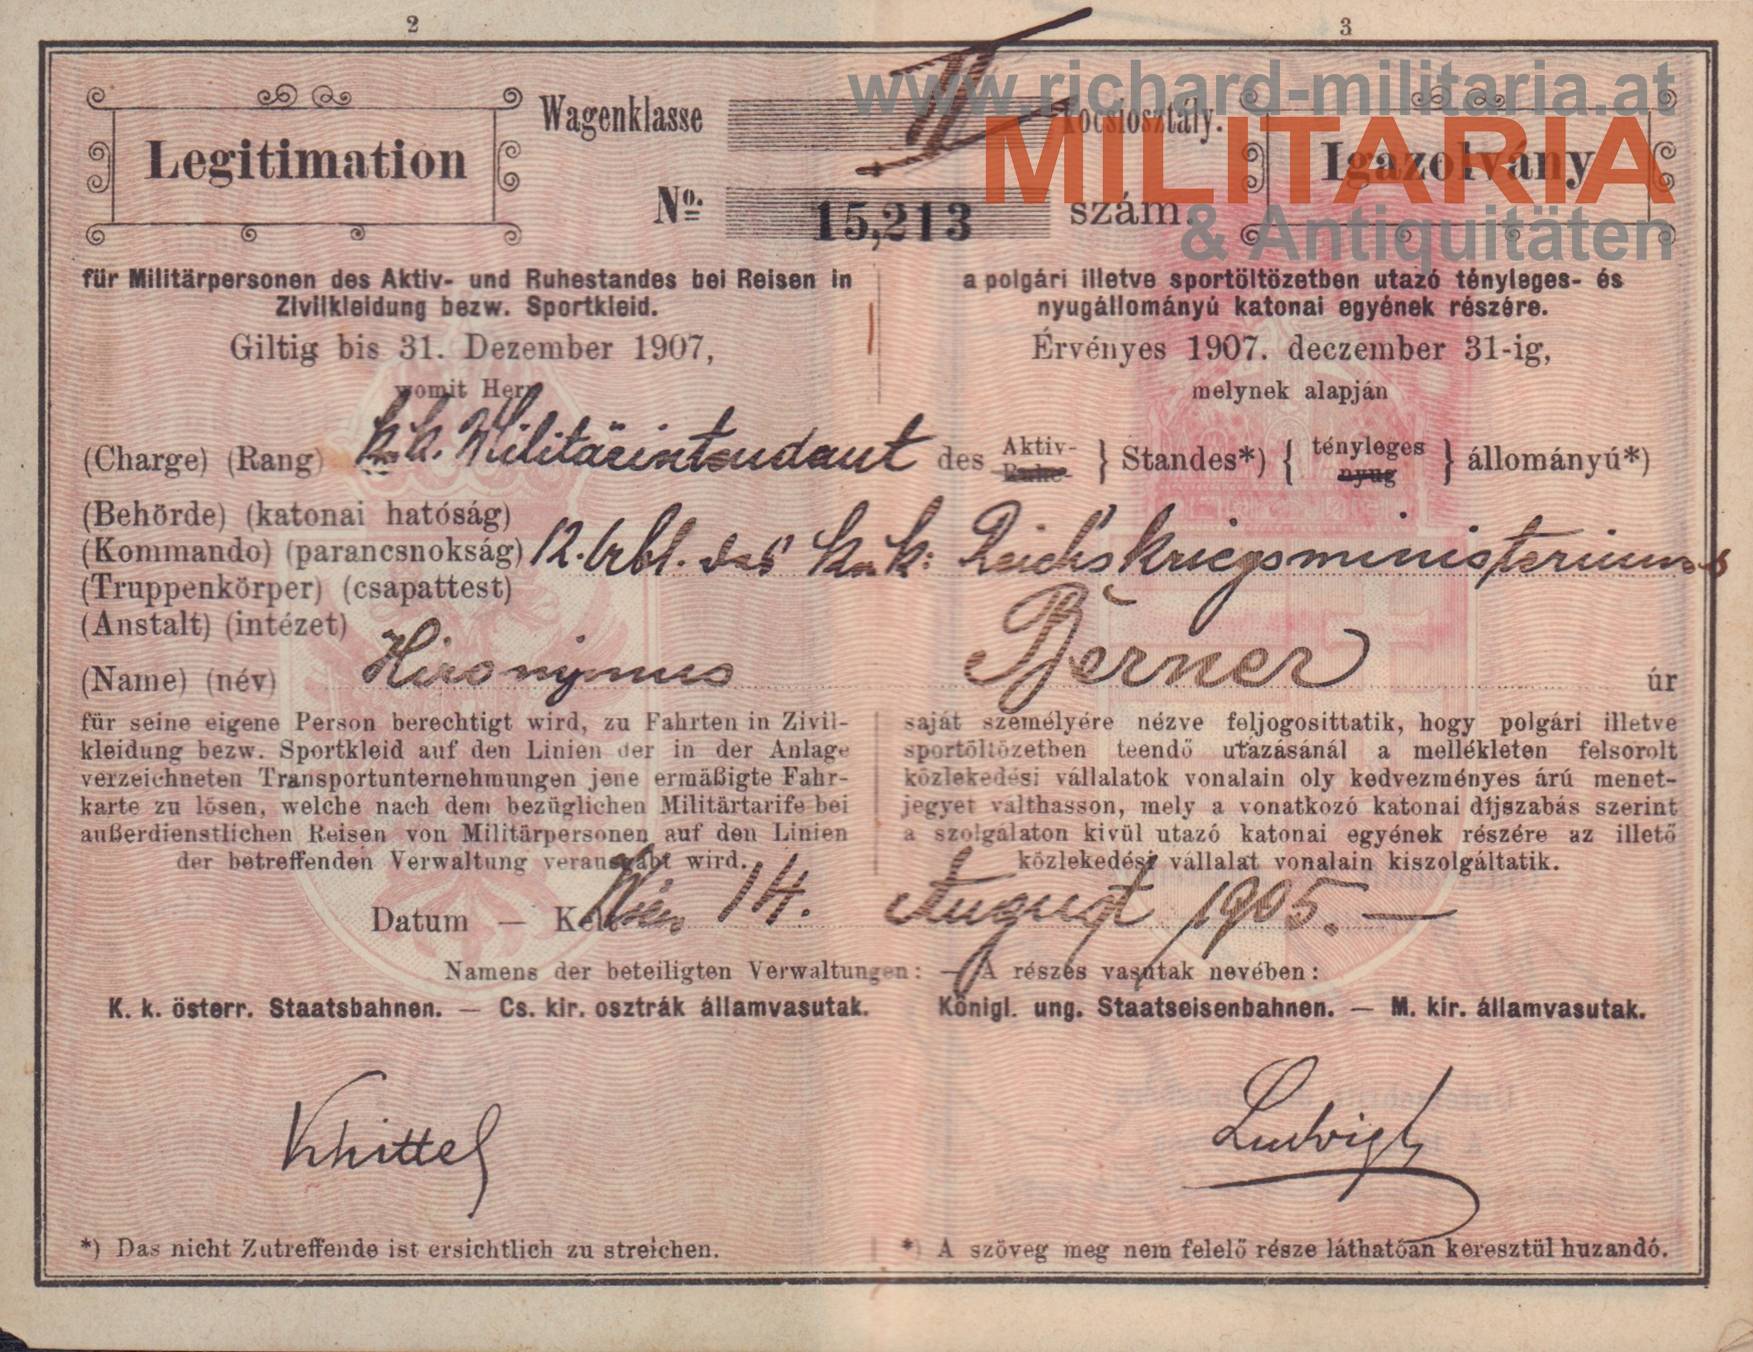 2
3
www.richard-militaria.at
MILITARIA
& Antiquitäten
Legitimation
Wagenklasse II Kocsiosztály.
Igazolvány
No. 15,213 szám.
für Militärpersonen des Aktiv- und Ruhestandes bei Reisen in
Zivilkleidung bezw. Sportkleid.
Giltig bis 31. Dezember 1907,
womit Herr
a polgári illetve sportöltözetben utazó tényleges- és
nyugállományú katonai egyének részére.
Érvényes 1907. deczember 31-ig,
melynek alapján
(Charge) (Rang) k.k. Militärintendant des Aktiv- Ruhe- } Standes*) { tényleges nyug } állományú*)
(Behörde) (katonai hatóság)
(Kommando) (parancsnokság) 12. Abt. des k.u.k. Reichskriegsministeriums
(Truppenkörper) (csapattest)
(Anstalt) (intézet)
(Name) (név) Hironymus Berner úr
für seine eigene Person berechtigt wird, zu Fahrten in Zivil-
kleidung bezw. Sportkleid auf den Linien der in der Anlage
verzeichneten Transportunternehmungen jene ermäßigte Fahr-
karte zu lösen, welche nach dem bezüglichen Militärtarife bei
außerdienstlichen Reisen von Militärpersonen auf den Linien
der betreffenden Verwaltung verausgabt wird.
saját személyére nézve feljogosittatik, hogy polgári illetve
sportöltözetben teendő utazásánál a mellékleten felsorolt
közlekedési vállalatok vonalain oly kedvezményes árú menet-
jegyet válthasson, mely a vonatkozó katonai díjszabás szerint
a szolgálaton kivül utazó katonai egyének részére az illető
közlekedési vállalat vonalain kiszolgáltatik.
Datum — Kelt Wien, 14. August 1905. —
Namens der beteiligten Verwaltungen: — A részes vasutak nevében:
K. k. österr. Staatsbahnen. — Cs. kir. osztrák államvasutak.
Königl. ung. Staatseisenbahnen. — M. kir. államvasutak.
Khittel
Ludwigh
*) Das nicht Zutreffende ist ersichtlich zu streichen.
*) A szöveg meg nem felelő része láthatóan keresztül huzandó.